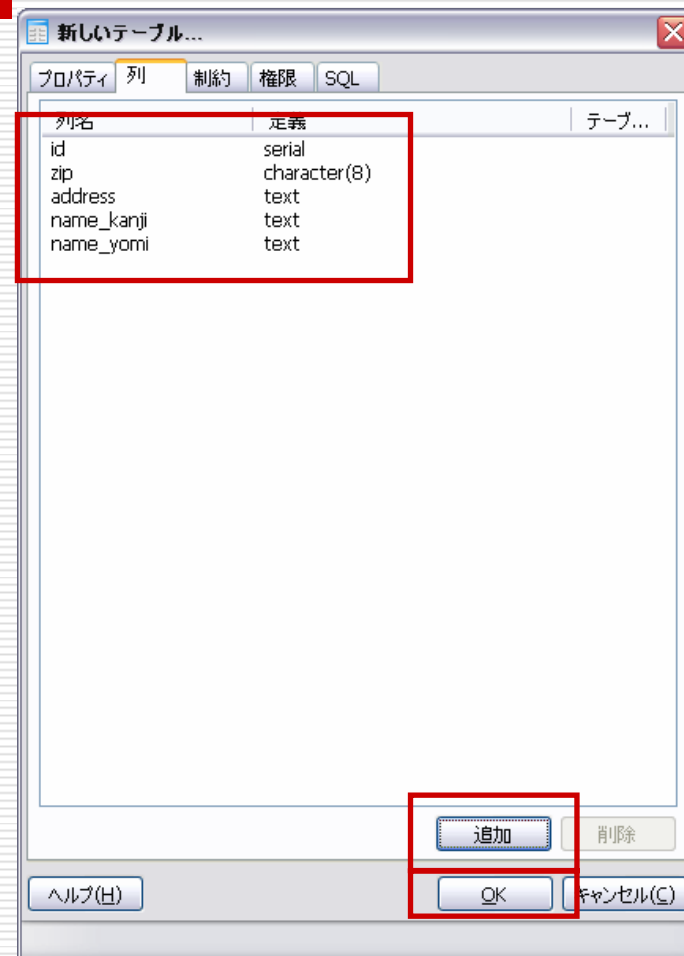 新しいテーブル...
プロパティ 列 制約 権限 SQL
列名 定義 テーブ...
id serial
zip character(8)
address text
name_kanji text
name_yomi text
追加 削除
ヘルプ(H) OK キャンセル(C)